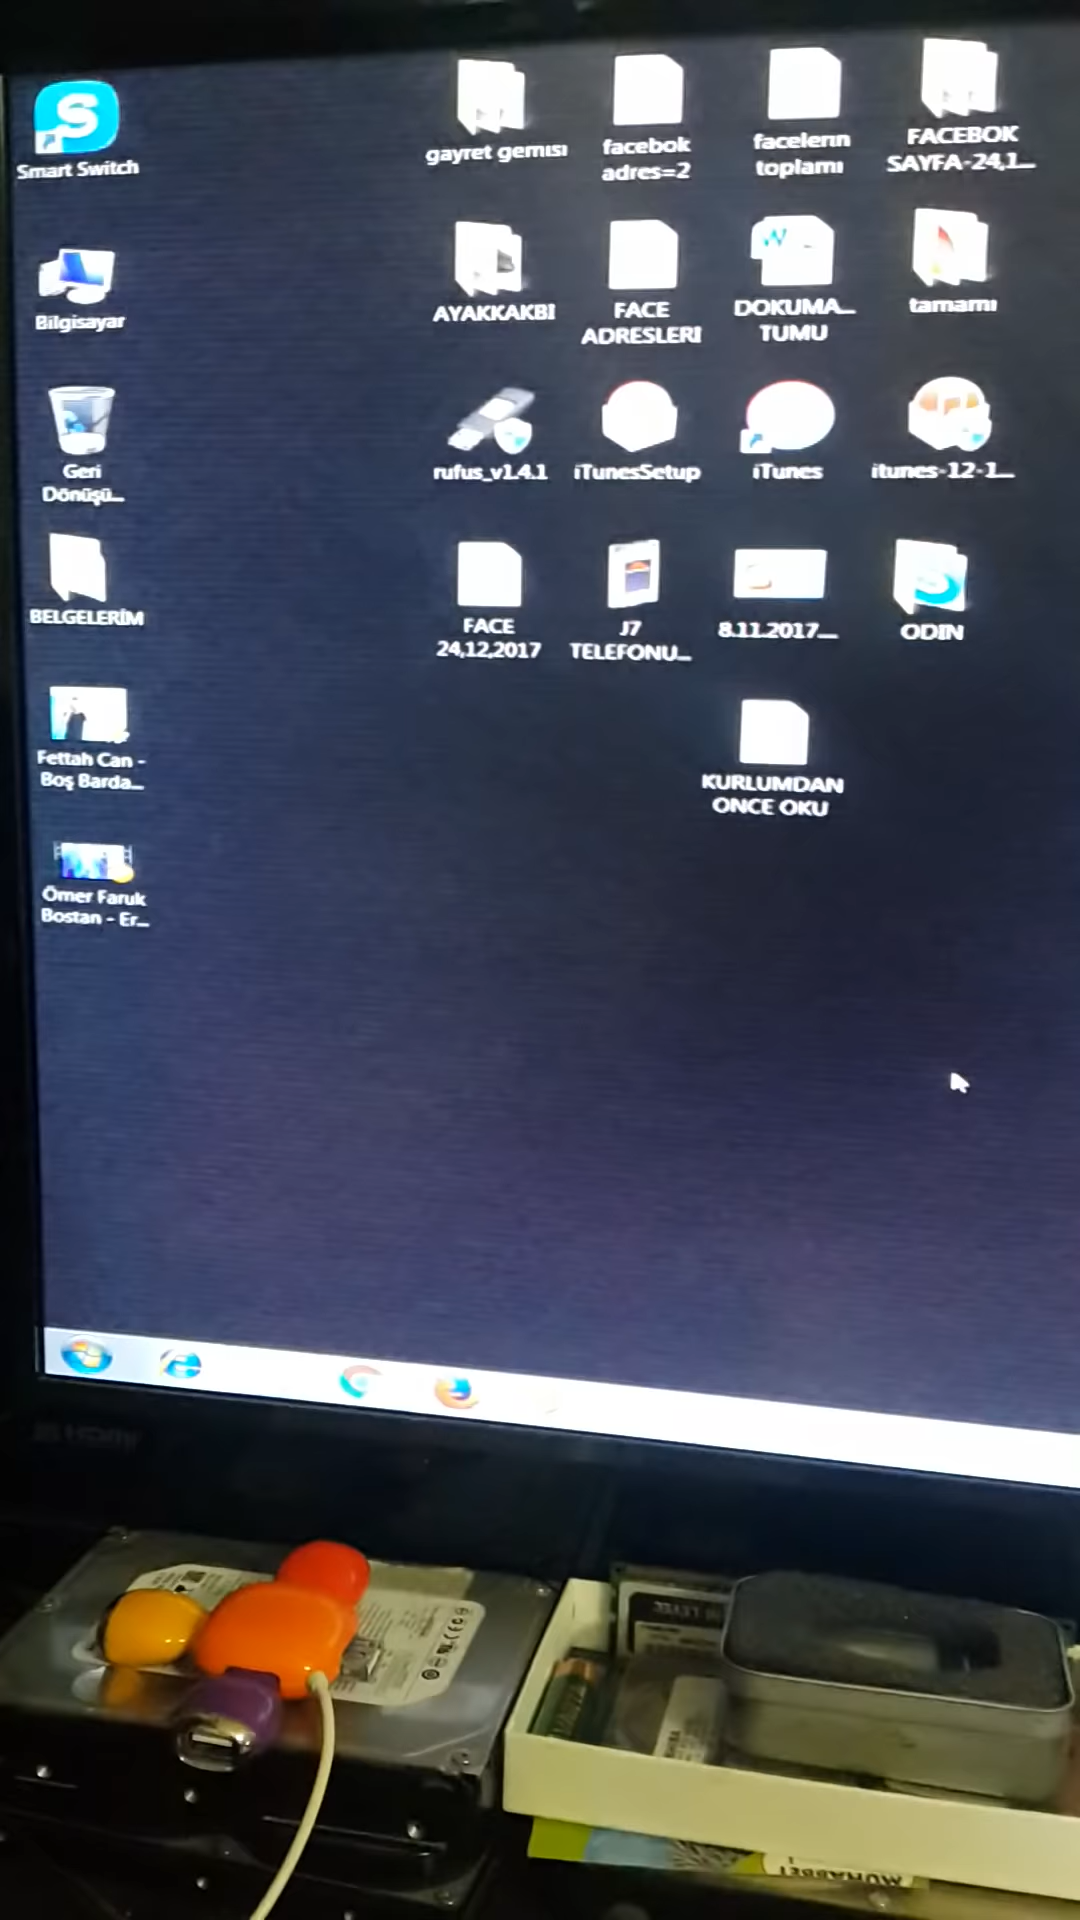 Smart Switch
gayret gemısı
facebok
adres=2
facelerın
toplamı
FACEBOK
SAYFA-24,1...
Bilgisayar
AYAKKAKBI
FACE
ADRESLERI
DOKUMA...
TUMU
tamamı
Geri
Dönüşü...
rufus_v1.4.1
iTunesSetup
iTunes
itunes-12-1...
BELGELERİM
FACE
24,12,2017
J7
TELEFONU...
8.11.2017...
ODIN
Fettah Can -
Boş Barda...
KURLUMDAN
ONCE OKU
Ömer Faruk
Bostan - Er...
HDMI
MUHABBET